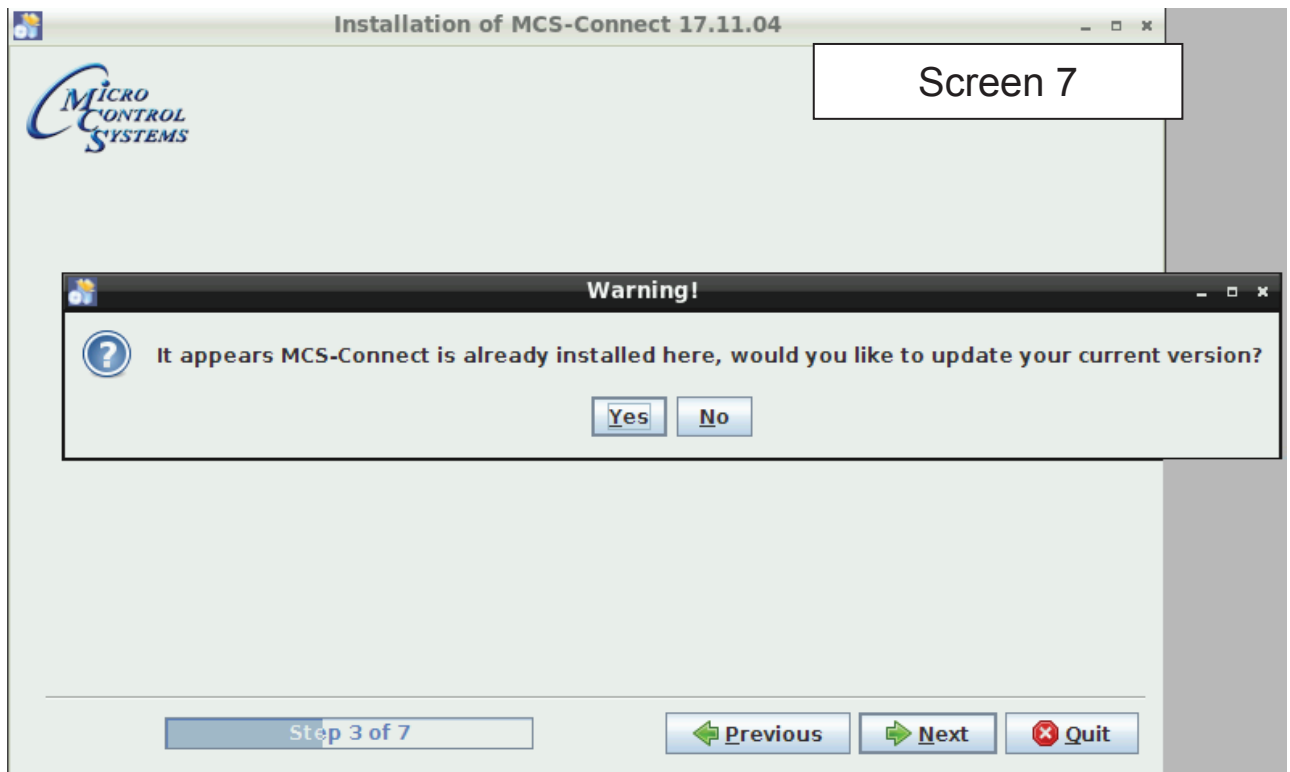 Installation of MCS-Connect 17.11.04
Screen 7
MICRO
CONTROL
SYSTEMS
Warning!
It appears MCS-Connect is already installed here, would you like to update your current version?
Yes No
Step 3 of 7 Previous Next Quit